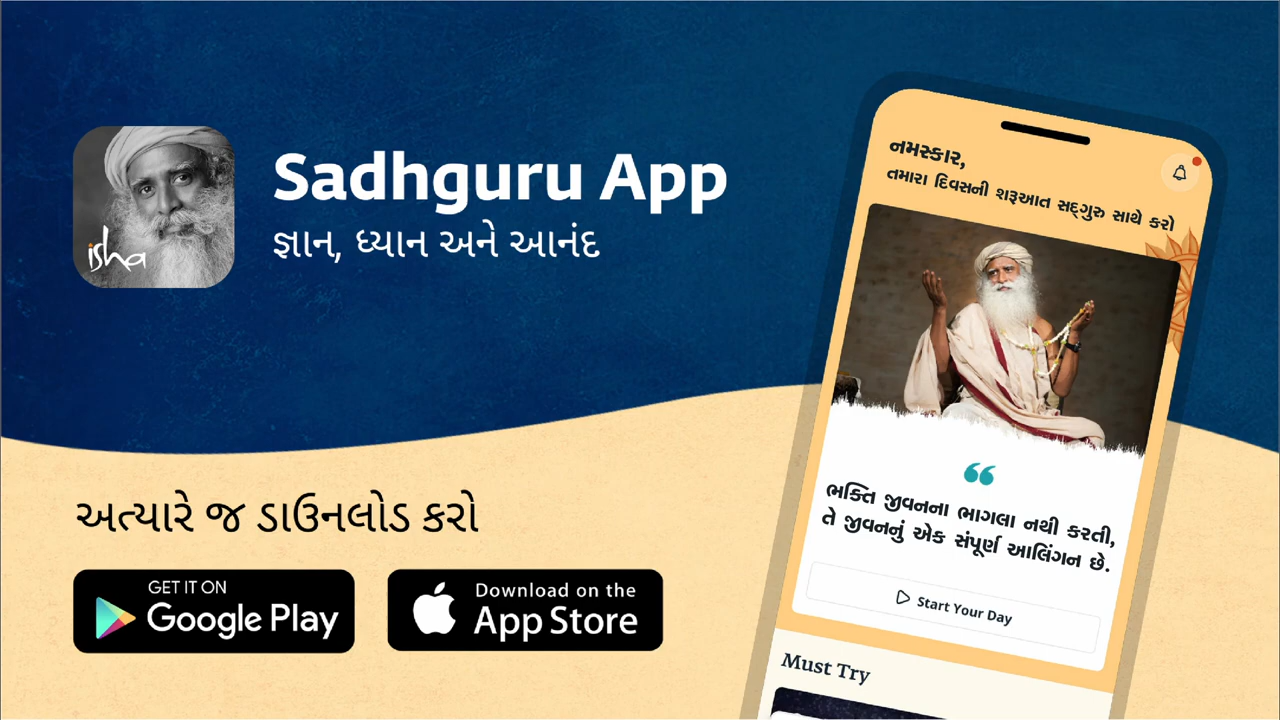 isha
Sadhguru App
જ્ઞાન, ધ્યાન અને આનંદ
અત્યારે જ ડાઉનલોડ કરો
GET IT ON
Google Play
Download on the
App Store
નમસ્કાર,
તમારા દિવસની શરૂઆત સદ્‌ગુરુ સાથે કરો
“
ભક્તિ જીવનના ભાગલા નથી કરતી,
તે જીવનનું એક સંપૂર્ણ આલિંગન છે.
Start Your Day
Must Try